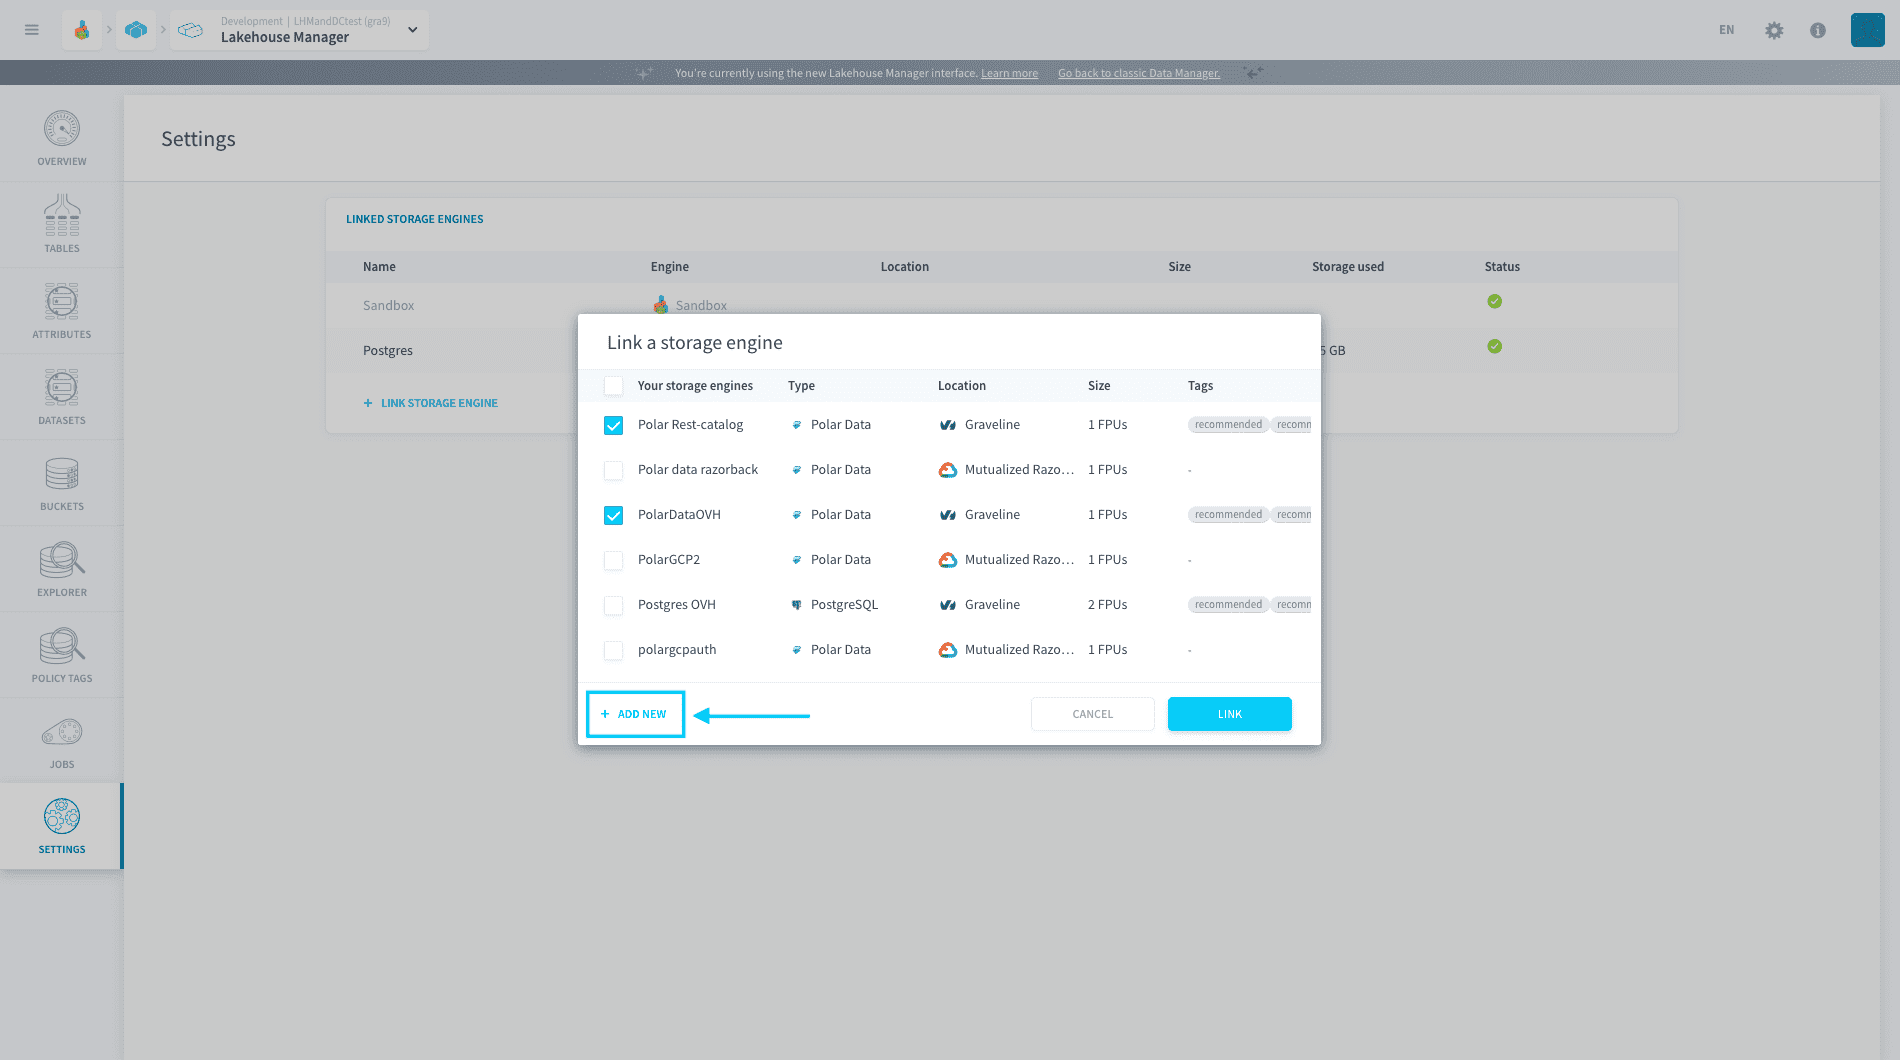 Development | LHMandDCtest (gra9)
Lakehouse Manager
EN
You're currently using the new Lakehouse Manager interface. Learn more Go back to classic Data Manager.
OVERVIEW
TABLES
ATTRIBUTES
DATASETS
BUCKETS
EXPLORER
POLICY TAGS
JOBS
SETTINGS
Settings
LINKED STORAGE ENGINES
Name Engine Location Size Storage used Status
Sandbox Sandbox
Postgres 5 GB
+ LINK STORAGE ENGINE
Link a storage engine
Your storage engines Type Location Size Tags
Polar Rest-catalog Polar Data Graveline 1 FPUs recommended recomm
Polar data razorback Polar Data Mutualized Razo... 1 FPUs -
PolarDataOVH Polar Data Graveline 1 FPUs recommended recomm
PolarGCP2 Polar Data Mutualized Razo... 1 FPUs -
Postgres OVH PostgreSQL Graveline 2 FPUs recommended recomm
polargcpauth Polar Data Mutualized Razo... 1 FPUs -
+ ADD NEW CANCEL LINK